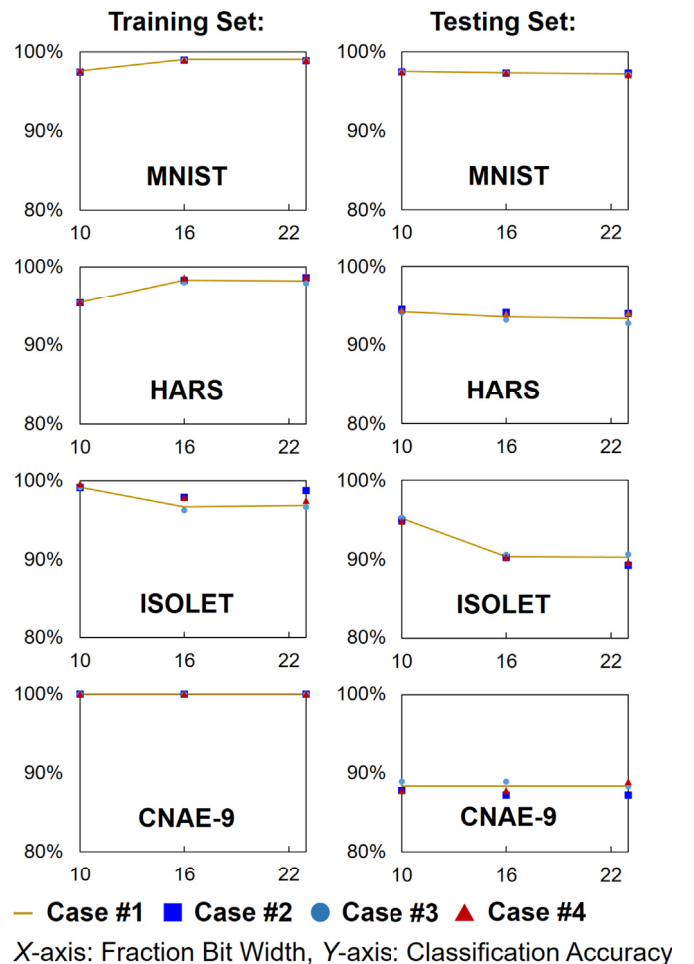 Training Set: Testing Set:
100% 100%
90% 90%
MNIST MNIST
80% 80%
10 16 22 10 16 22
100% 100%
90% 90%
HARS HARS
80% 80%
10 16 22 10 16 22
100% 100%
90% 90%
ISOLET ISOLET
80% 80%
10 16 22 10 16 22
100% 100%
90% 90%
CNAE-9 CNAE-9
80% 80%
10 16 22 10 16 22
Case #1 Case #2 Case #3 Case #4
X-axis: Fraction Bit Width, Y-axis: Classification Accuracy